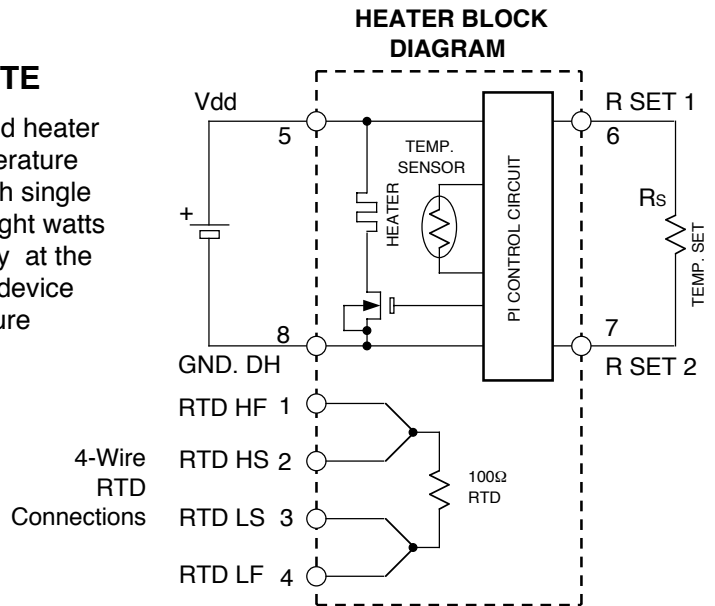 HEATER BLOCK
DIAGRAM
TE
d heater
erature
h single
ght watts
y at the
device
ure
Vdd
5
+
8
GND. DH
TEMP.
SENSOR
HEATER
PI CONTROL CIRCUIT
R SET 1
6
Rs
TEMP. SET
7
R SET 2
4-Wire
RTD
Connections
RTD HF 1
RTD HS 2
RTD LS 3
RTD LF 4
100Ω
RTD